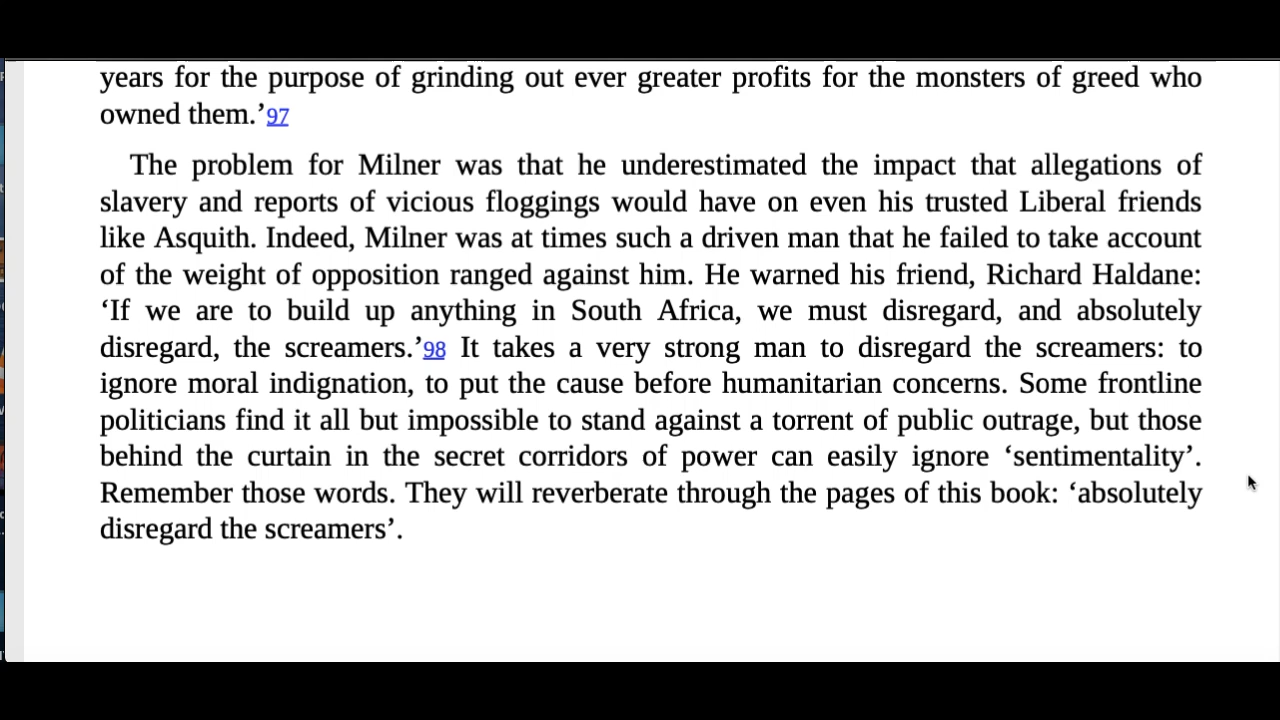 years for the purpose of grinding out ever greater profits for the monsters of greed who
owned them.’97
The problem for Milner was that he underestimated the impact that allegations of
slavery and reports of vicious floggings would have on even his trusted Liberal friends
like Asquith. Indeed, Milner was at times such a driven man that he failed to take account
of the weight of opposition ranged against him. He warned his friend, Richard Haldane:
‘If we are to build up anything in South Africa, we must disregard, and absolutely
disregard, the screamers.’98 It takes a very strong man to disregard the screamers: to
ignore moral indignation, to put the cause before humanitarian concerns. Some frontline
politicians find it all but impossible to stand against a torrent of public outrage, but those
behind the curtain in the secret corridors of power can easily ignore ‘sentimentality’.
Remember those words. They will reverberate through the pages of this book: ‘absolutely
disregard the screamers’.